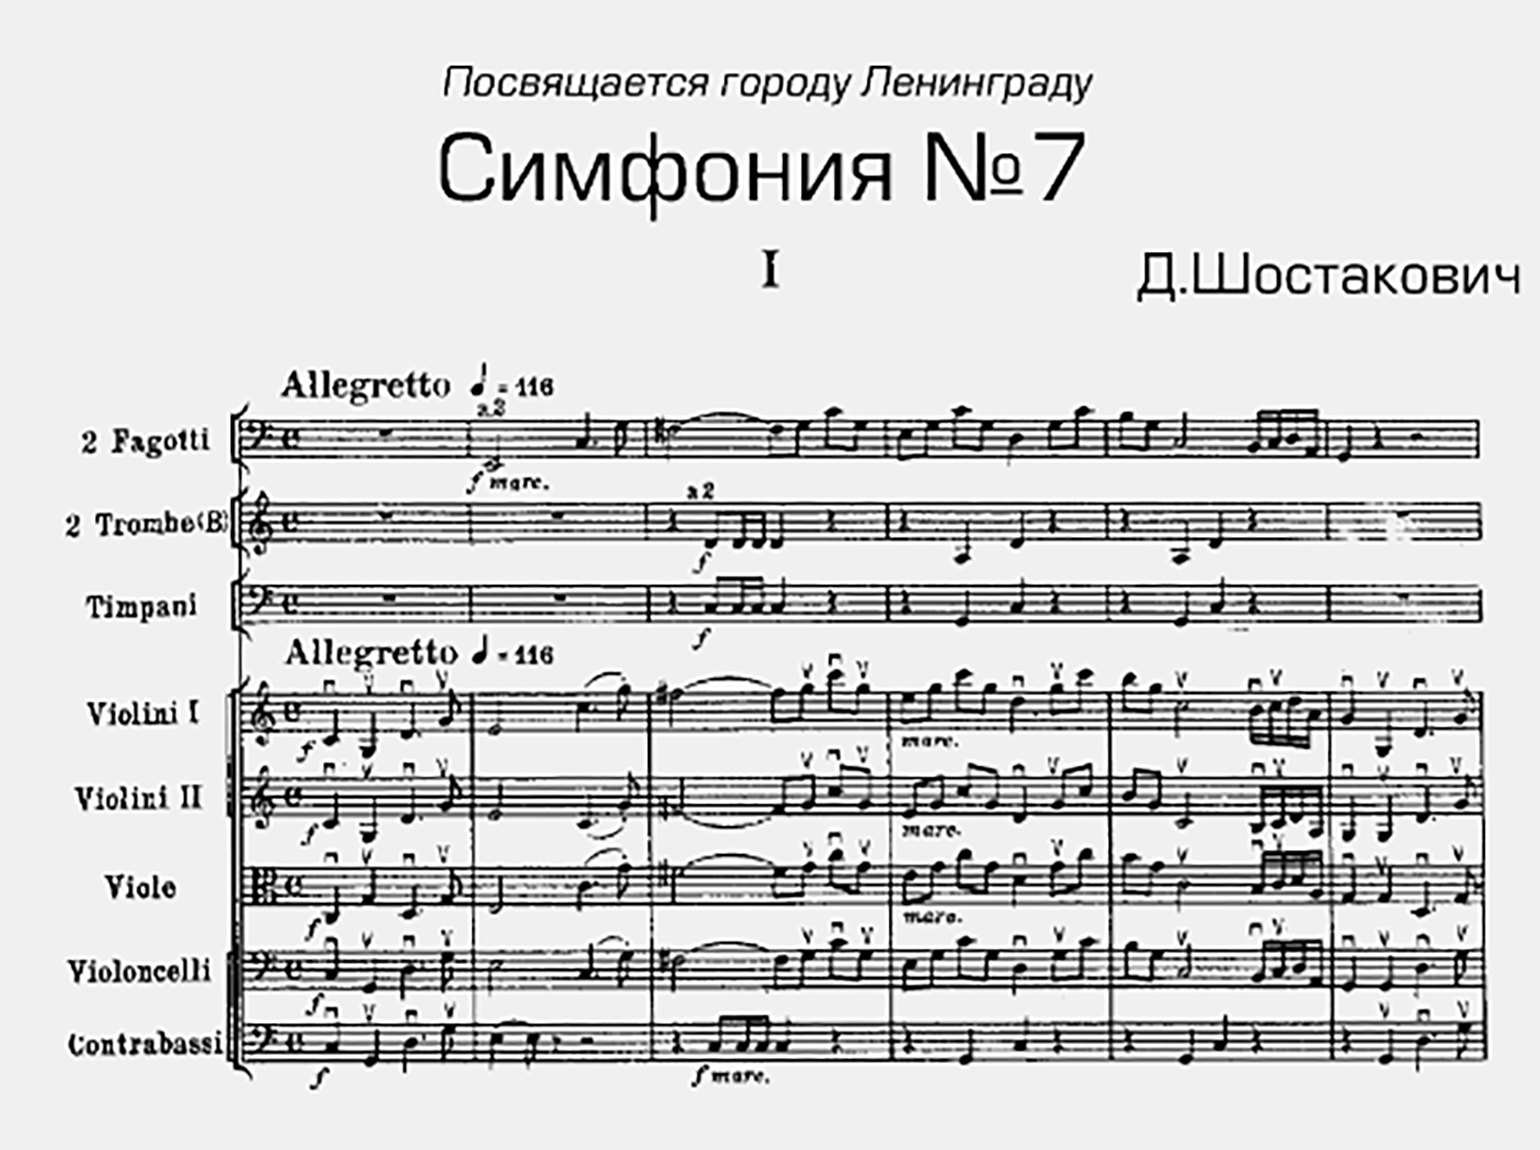 Посвящается городу Ленинграду
Симфония №7
I
Д.Шостакович
Allegretto ♩ = 116
a 2
2 Fagotti
f marc.
a 2
2 Trombe(B)
f
Timpani
f
Allegretto ♩ = 116
Violini I
f
marc.
Violini II
f
marc.
Viole
f
marc.
Violoncelli
f
Contrabassi
f
f marc.